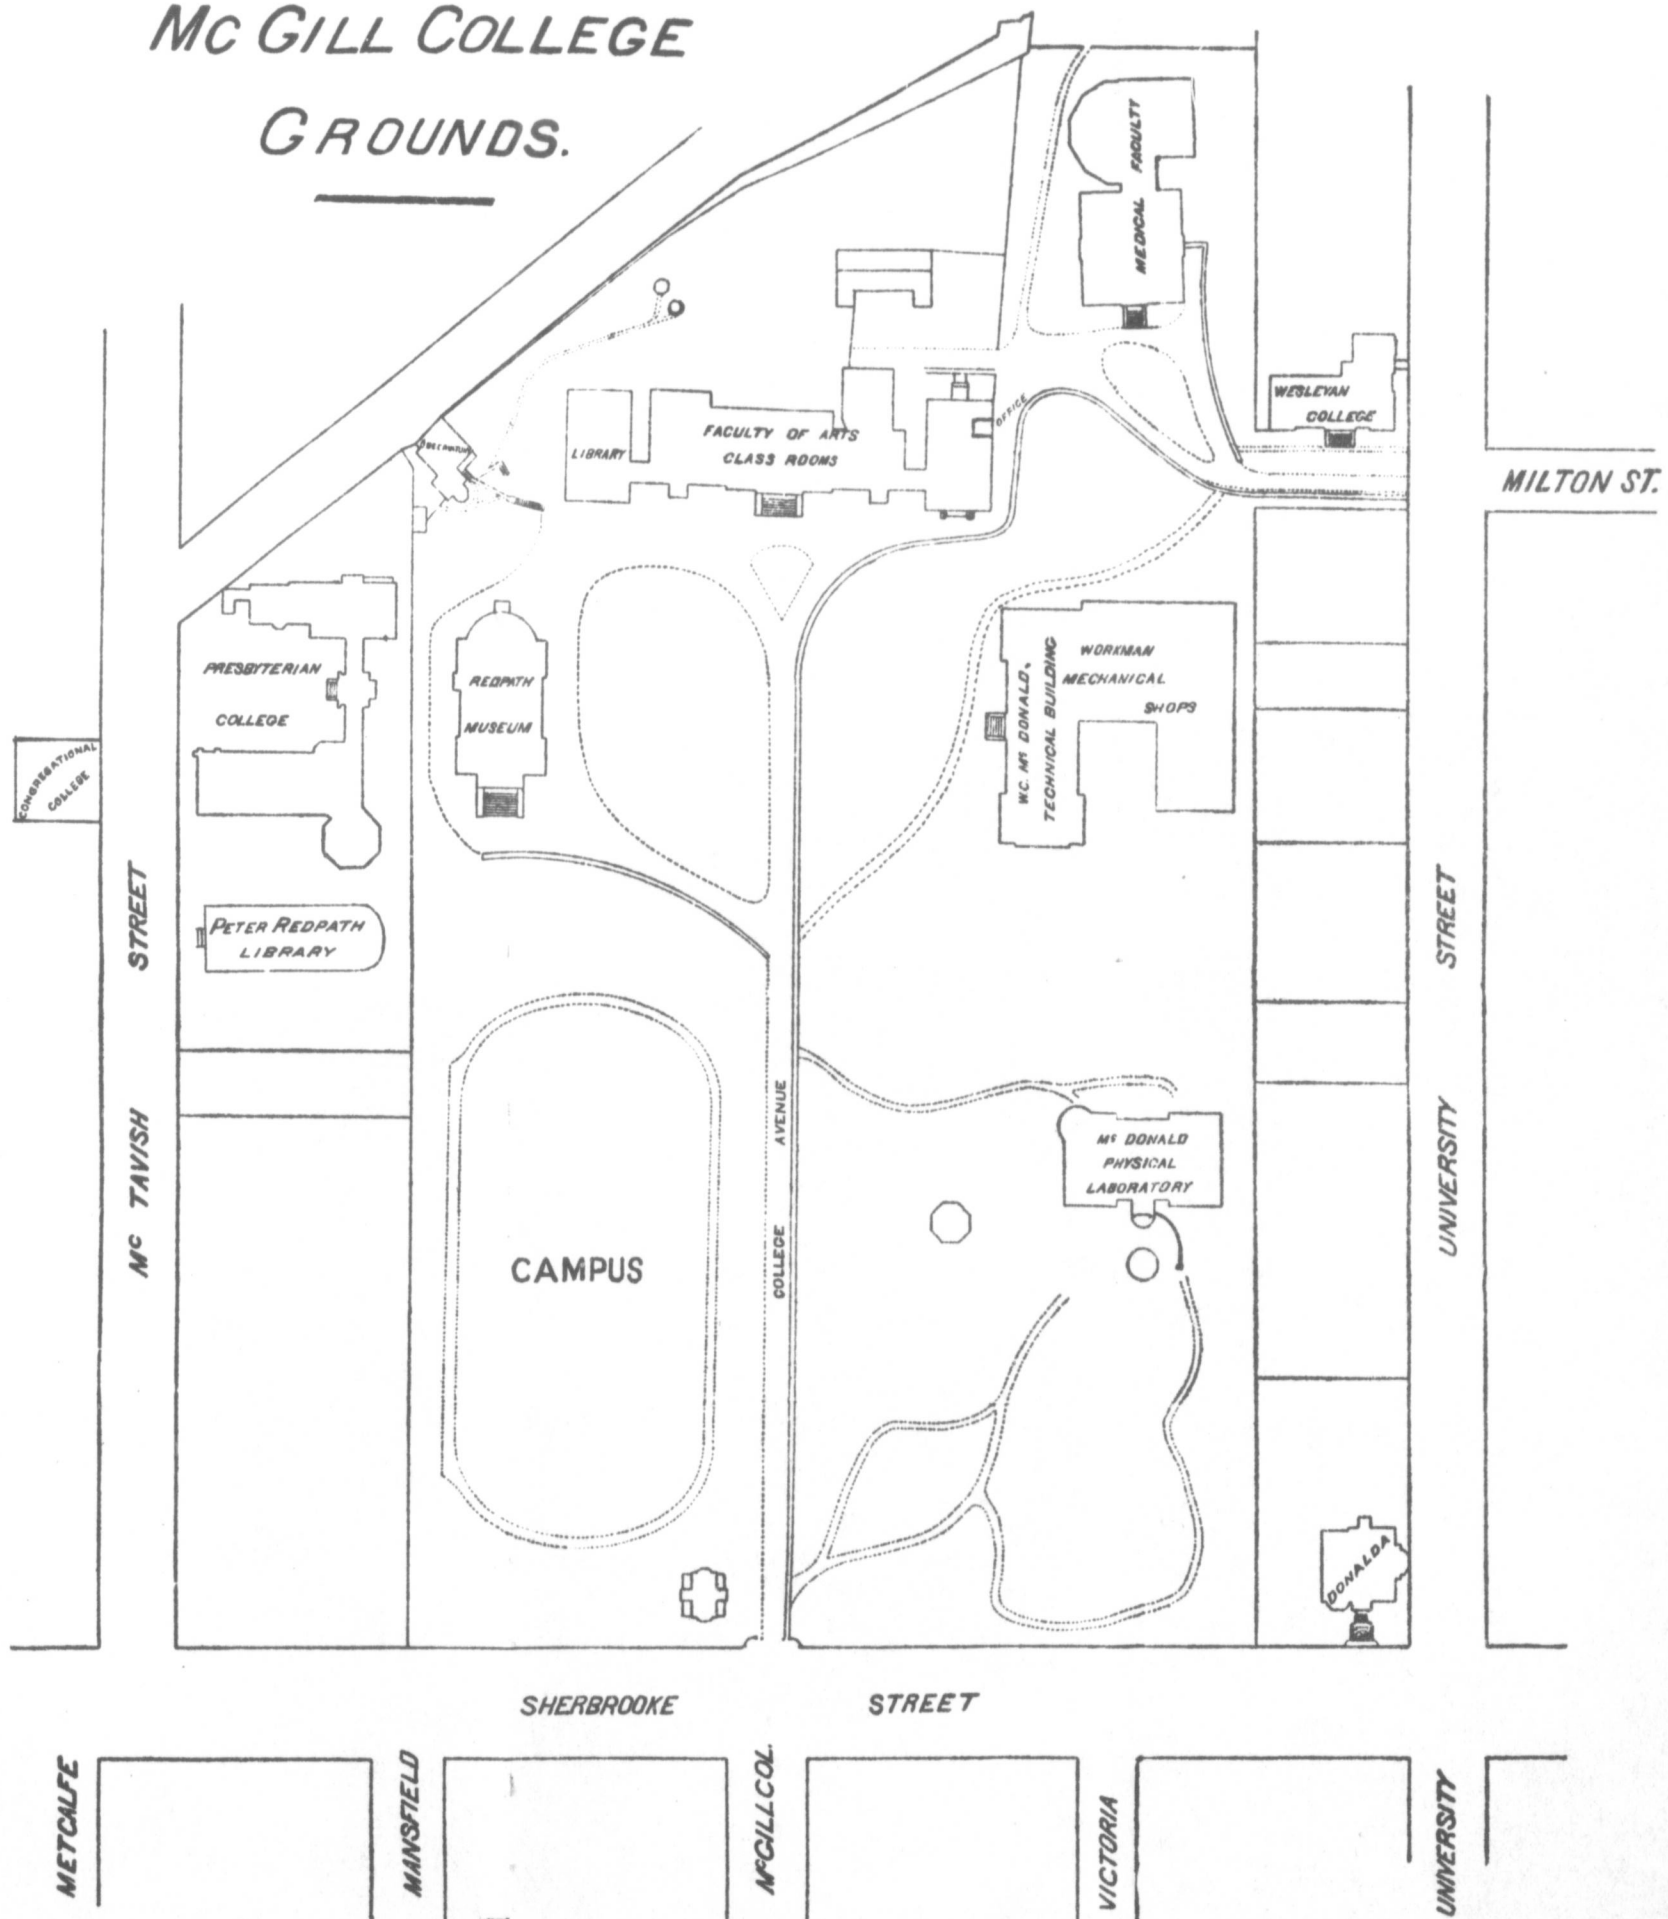 Mc GILL COLLEGE
GROUNDS.
MEDICAL FACULTY
WESLEYAN
COLLEGE
OFFICE
FACULTY OF ARTS
CLASS ROOMS
LIBRARY
OBSERVATORY
MILTON ST.
PRESBYTERIAN
COLLEGE
REDPATH
MUSEUM
WORKMAN
MECHANICAL
SHOPS
W.C. Mc DONALD.
TECHNICAL BUILDING
CONGREGATIONAL
COLLEGE
PETER REDPATH
LIBRARY
Mc TAVISH STREET
UNIVERSITY STREET
COLLEGE AVENUE
Mc DONALD
PHYSICAL
LABORATORY
CAMPUS
DONALDA
SHERBROOKE STREET
METCALFE
MANSFIELD
McGILL COL.
VICTORIA
UNIVERSITY